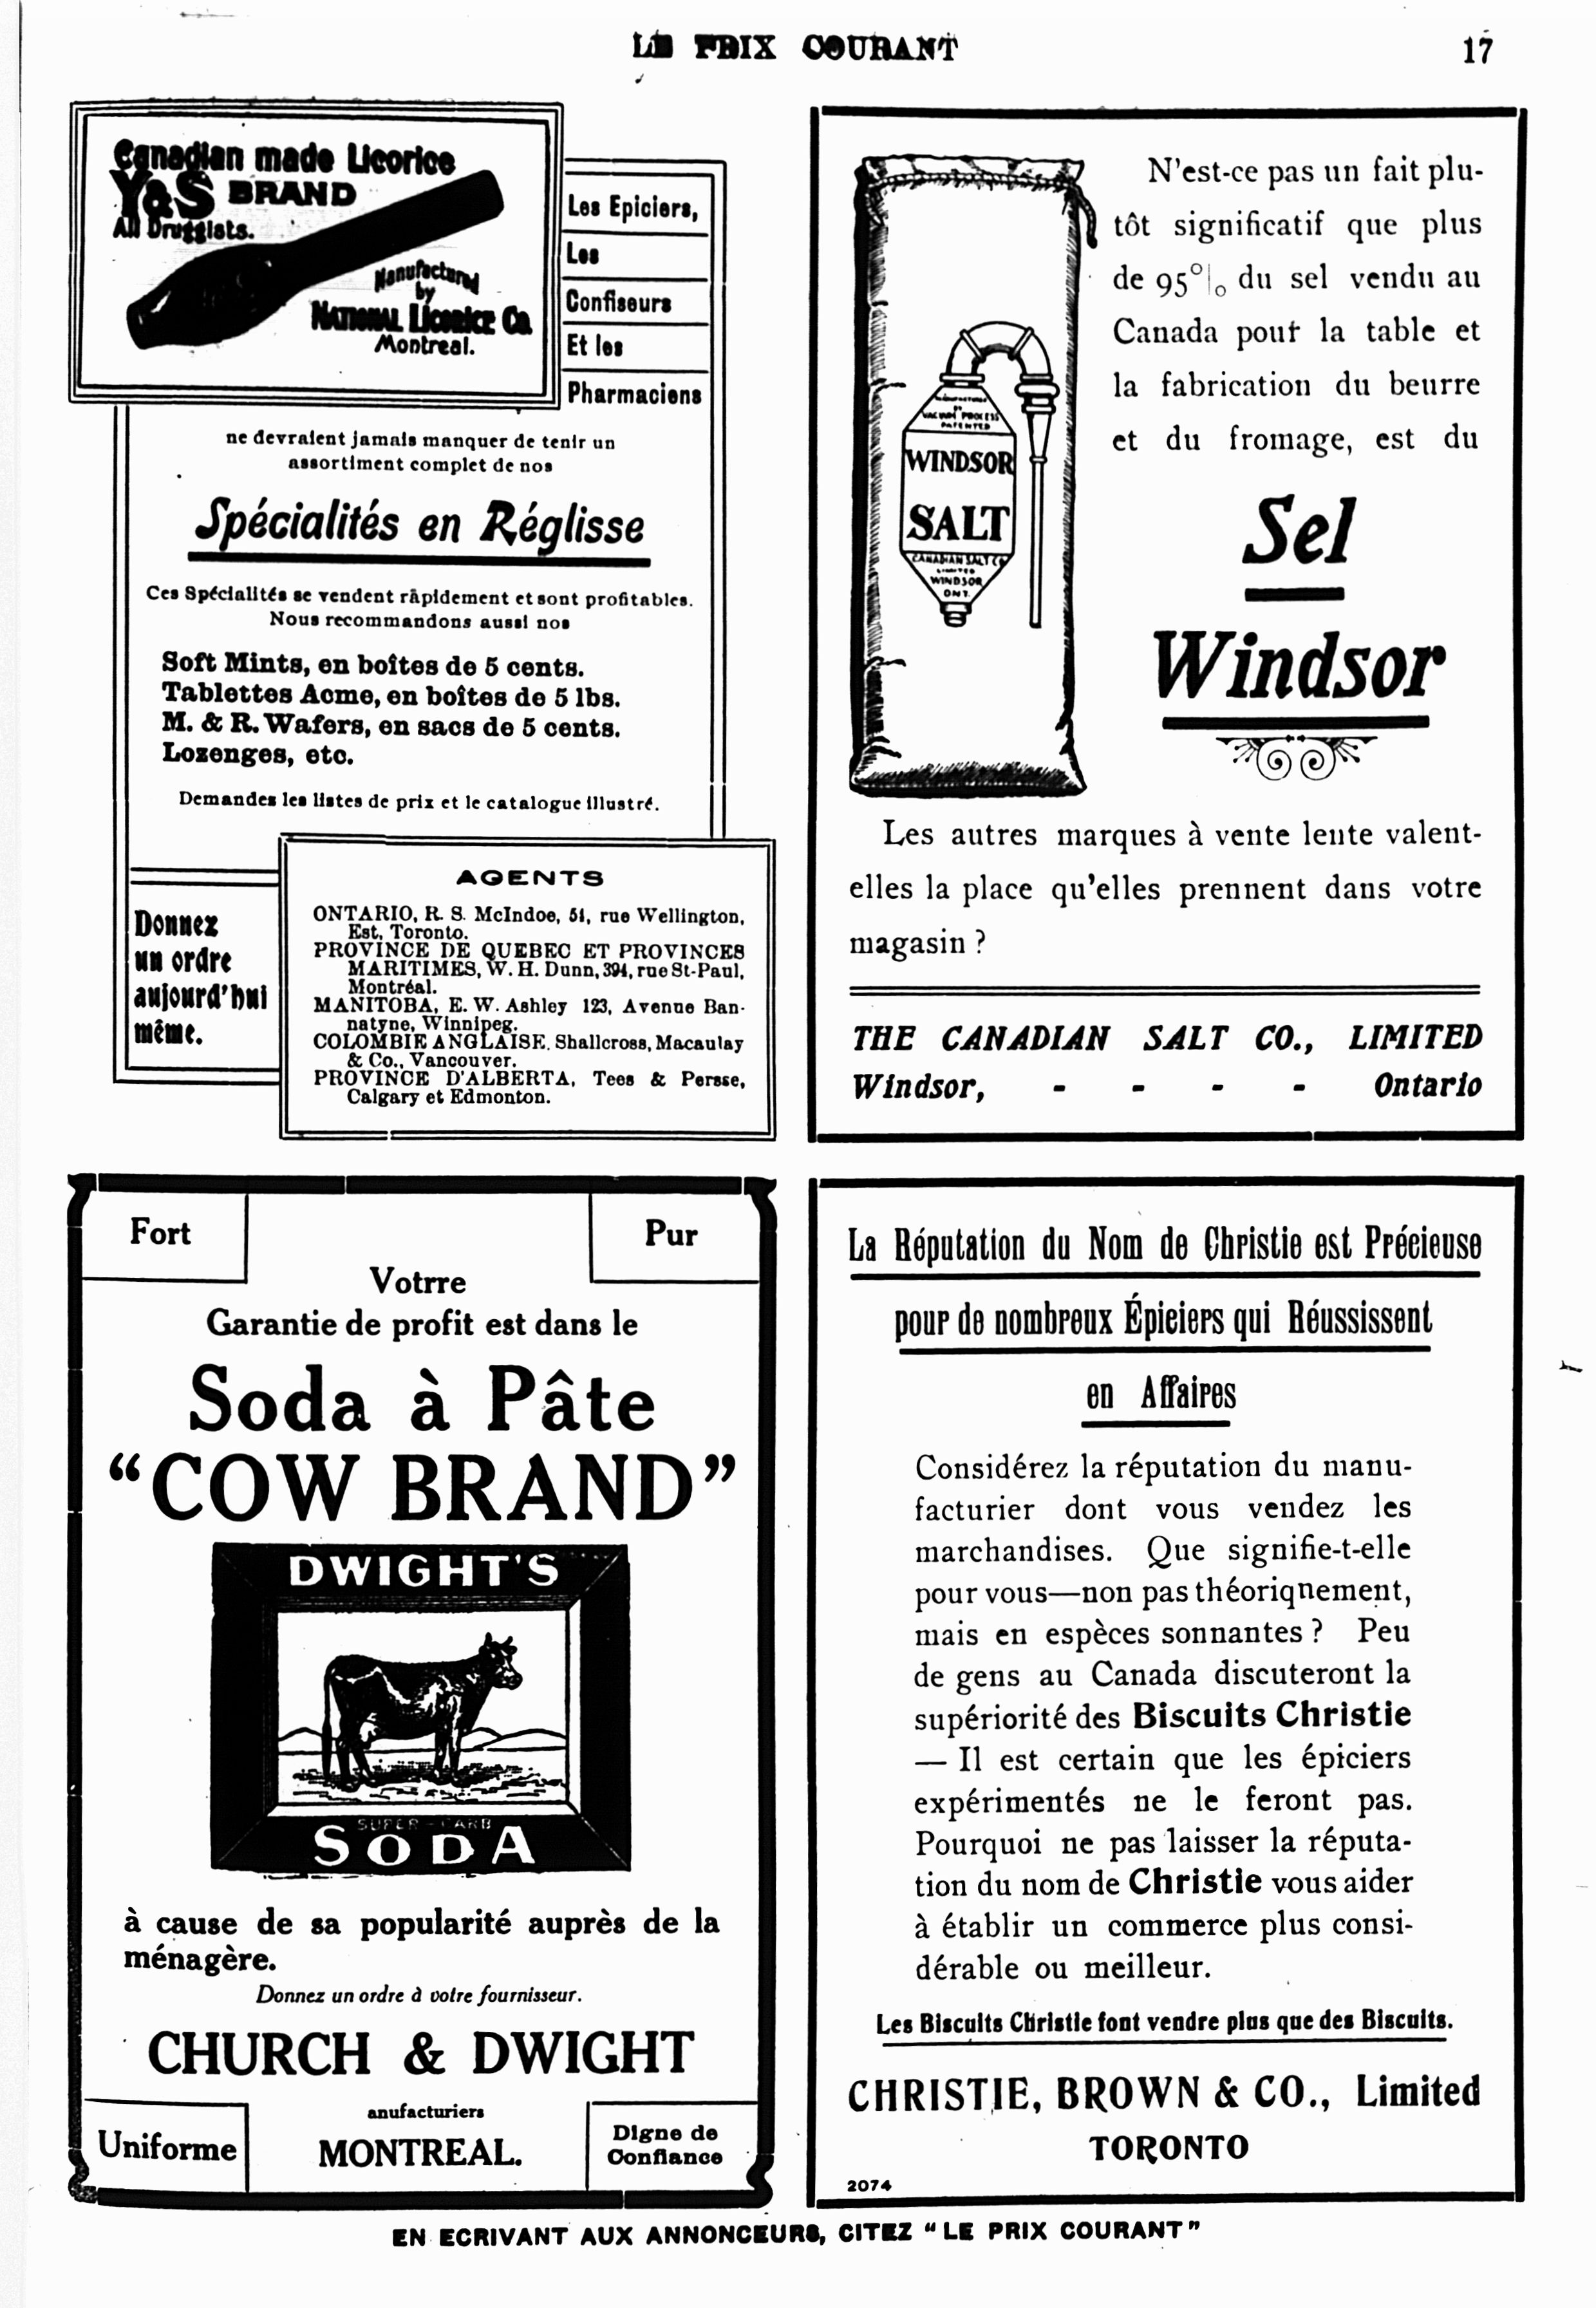 LE PRIX COURANT
17
Canadian made Licorice
Y&S BRAND
All Druggists.
Manufactured
by
NATIONAL LICORICE CO.
Montreal.
Les Epiciers,
Les
Confiseurs
Et les
Pharmaciens
ne devraient jamais manquer de tenir un
assortiment complet de nos
Spécialités en Réglisse
Ces Spécialités se vendent râpidement et sont profitables.
Nous recommandons aussi nos
Soft Mints, en boîtes de 5 cents.
Tablettes Acme, en boîtes de 5 lbs.
M. & R. Wafers, en sacs de 5 cents.
Lozenges, etc.
Demandes les listes de prix et le catalogue illustré.
Donnez
un ordre
aujourd'hui
même.
AGENTS
ONTARIO, R. S. McIndoe, 51, rue Wellington,
Est, Toronto.
PROVINCE DE QUEBEC ET PROVINCES
MARITIMES, W. H. Dunn, 394, rue St-Paul,
Montréal.
MANITOBA, E. W. Ashley 123, Avenue Ban-
natyne, Winnipeg.
COLOMBIE ANGLAISE, Shallcross, Macaulay
& Co., Vancouver.
PROVINCE D'ALBERTA, Tees & Persse,
Calgary et Edmonton.
N'est-ce pas un fait plu-
tôt significatif que plus
de 95% du sel vendu au
Canada pour la table et
la fabrication du beurre
et du fromage, est du
Sel
Windsor
MANUFACTURED
BY
VACUUM PROCESS
PATENTED
WINDSOR
SALT
CANADIAN SALT CO
LIMITED
WINDSOR
ONT.
Les autres marques à vente lente valent-
elles la place qu'elles prennent dans votre
magasin ?
THE CANADIAN SALT CO., LIMITED
Windsor, - - - - Ontario
Fort
Pur
Votrre
Garantie de profit est dans le
Soda à Pâte
"COW BRAND"
DWIGHT'S
SUPER-CARB
SODA
à cause de sa popularité auprès de la
ménagère.
Donnez un ordre à votre fournisseur.
CHURCH & DWIGHT
anufacturiers
MONTREAL.
Uniforme
Digne de
Confiance
La Réputation du Nom de Christie est Précieuse
pour de nombreux Épiciers qui Réussissent
en Affaires
Considérez la réputation du manu-
facturier dont vous vendez les
marchandises. Que signifie-t-elle
pour vous—non pas théoriqnement,
mais en espèces sonnantes ? Peu
de gens au Canada discuteront la
supériorité des Biscuits Christie
— Il est certain que les épiciers
expérimentés ne le feront pas.
Pourquoi ne pas laisser la réputa-
tion du nom de Christie vous aider
à établir un commerce plus consi-
dérable ou meilleur.
Les Biscuits Christie font vendre plus que des Biscuits.
CHRISTIE, BROWN & CO., Limited
TORONTO
2074
EN ECRIVANT AUX ANNONCEURS, CITEZ "LE PRIX COURANT"